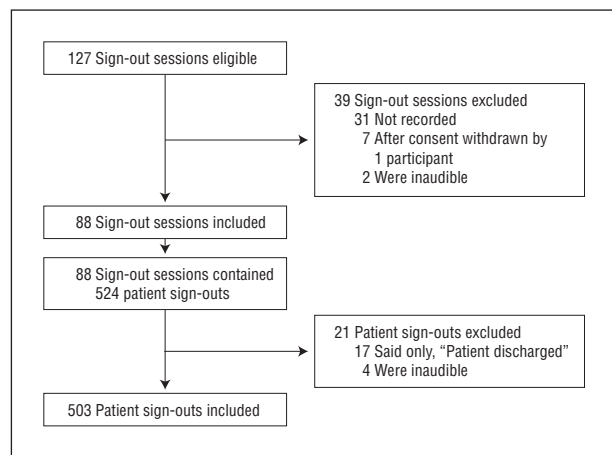 127 Sign-out sessions eligible
39 Sign-out sessions excluded
31 Not recorded
7 After consent withdrawn by
1 participant
2 Were inaudible
88 Sign-out sessions included
88 Sign-out sessions contained
524 patient sign-outs
21 Patient sign-outs excluded
17 Said only, “Patient discharged”
4 Were inaudible
503 Patient sign-outs included